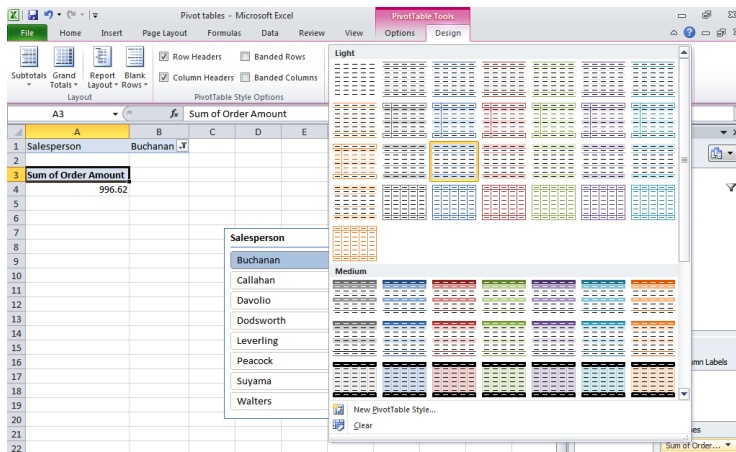 Pivot tables - Microsoft Excel
PivotTable Tools
File Home Insert Page Layout Formulas Data Review View Options Design
Subtotals
Grand Totals
Report Layout
Blank Rows
Layout
Row Headers
Banded Rows
Column Headers
Banded Columns
PivotTable Style Options
A3
fx
Sum of Order Amount
A B C D E
1 Salesperson Buchanan
2
3 Sum of Order Amount
4 996.62
5
6
7
8
9
10
11
12
13
14
15
16
17
18
19
20
21
22
Salesperson
Buchanan
Callahan
Davolio
Dodsworth
Leverling
Peacock
Suyama
Walters
Light
Medium
New PivotTable Style...
Clear
mn Labels
es
Sum of Order...